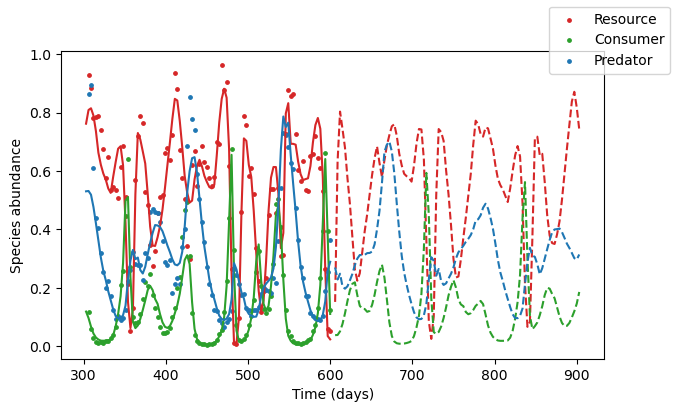 Resource
Consumer
Predator
1.0
0.8
0.6
0.4
0.2
0.0
Species abundance
300 400 500 600 700 800 900
Time (days)